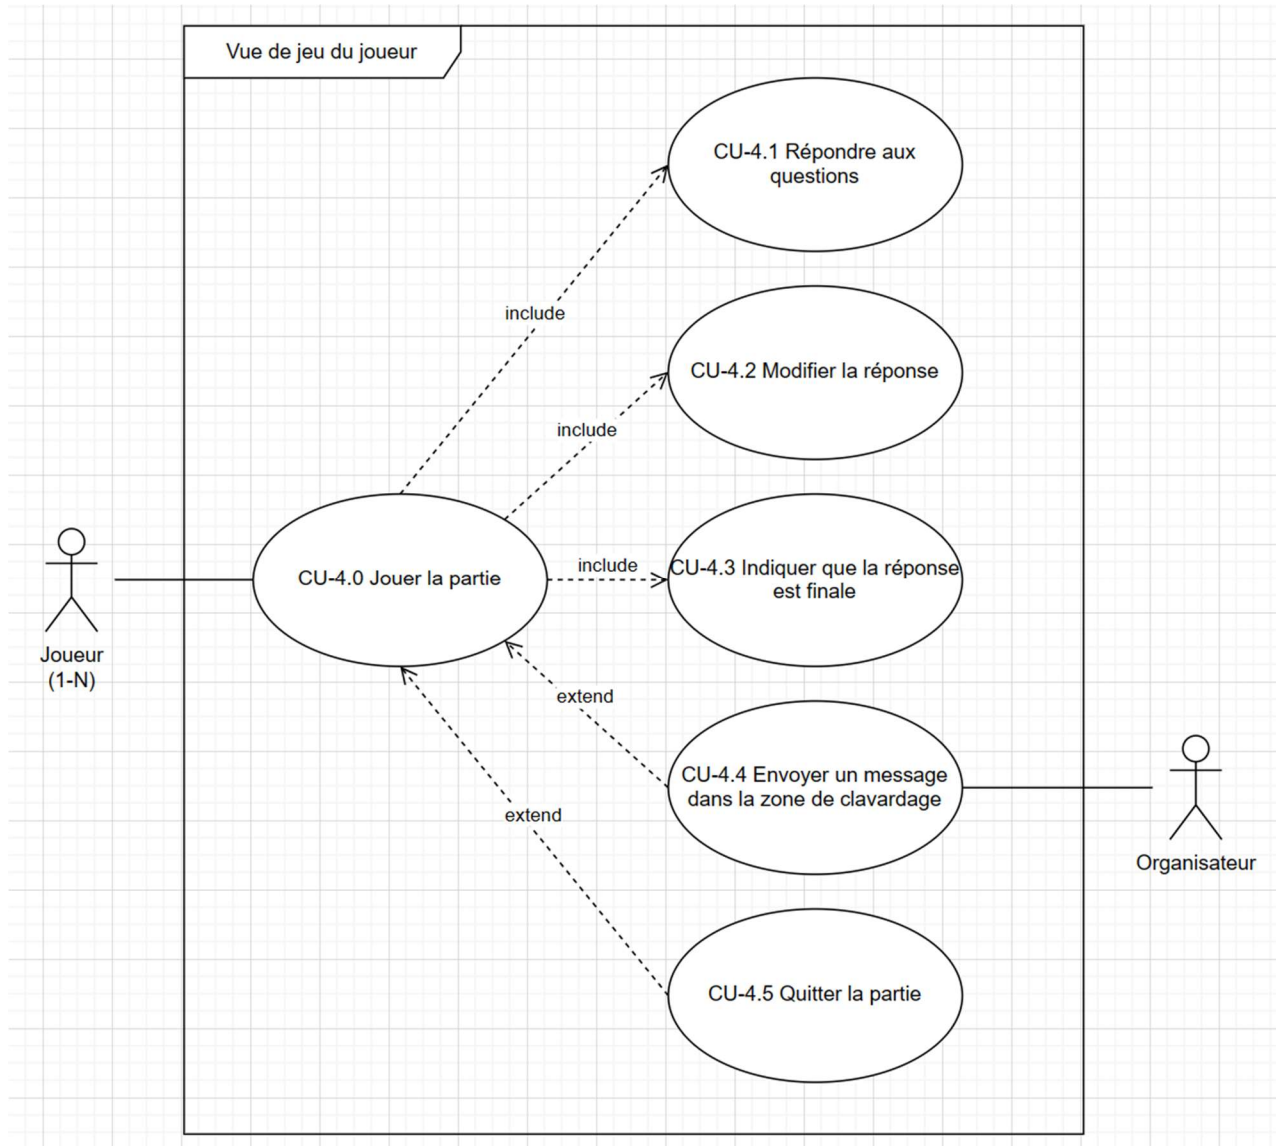 Vue de jeu du joueur
CU-4.1 Répondre aux
questions
include
CU-4.2 Modifier la réponse
include
CU-4.0 Jouer la partie
include
CU-4.3 Indiquer que la réponse
est finale
Joueur
(1-N)
extend
CU-4.4 Envoyer un message
dans la zone de clavardage
extend
Organisateur
CU-4.5 Quitter la partie